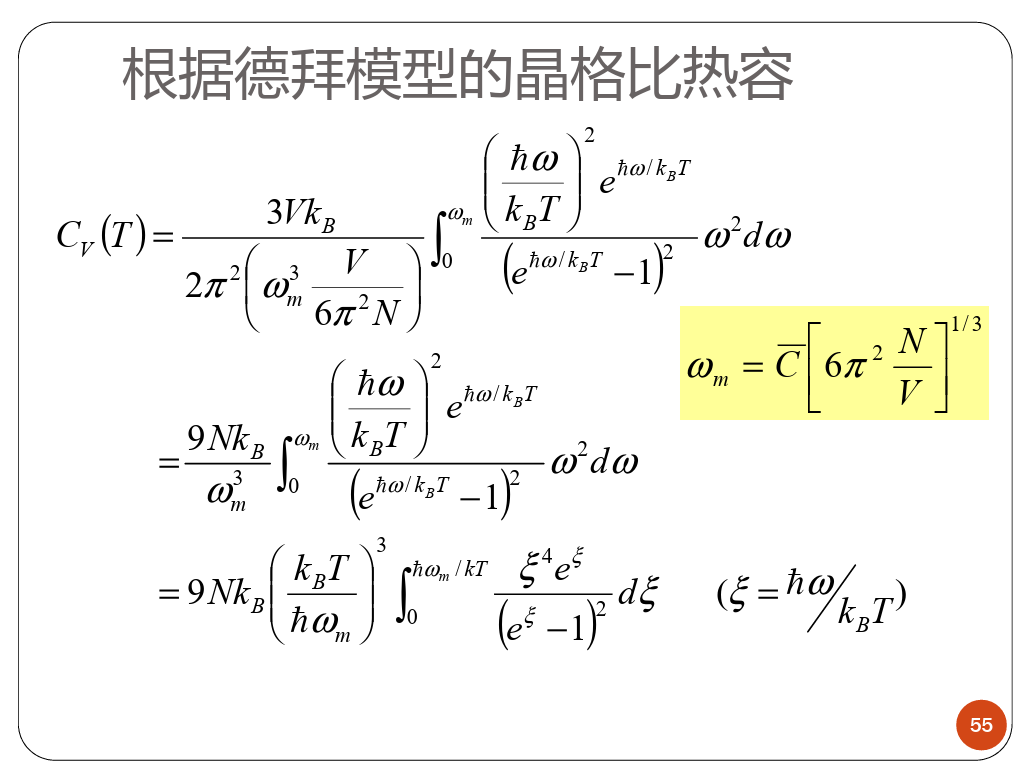 根据德拜模型的晶格比热容
$C_V(T) = \frac{3Vk_B}{2\pi^2\left(\omega_m^3 \frac{V}{6\pi^2 N}\right)} \int_0^{\omega_m} \frac{\left(\frac{\hbar\omega}{k_B T}\right)^2 e^{\hbar\omega/k_B T}}{\left(e^{\hbar\omega/k_B T} - 1\right)^2} \omega^2 d\omega$
$\omega_m = \overline{C}\left[6\pi^2 \frac{N}{V}\right]^{1/3}$
$= \frac{9Nk_B}{\omega_m^3} \int_0^{\omega_m} \frac{\left(\frac{\hbar\omega}{k_B T}\right)^2 e^{\hbar\omega/k_B T}}{\left(e^{\hbar\omega/k_B T} - 1\right)^2} \omega^2 d\omega$
$= 9Nk_B \left(\frac{k_B T}{\hbar\omega_m}\right)^3 \int_0^{\hbar\omega_m/kT} \frac{\xi^4 e^\xi}{\left(e^\xi - 1\right)^2} d\xi \quad (\xi = \hbar\omega/k_B T)$
55